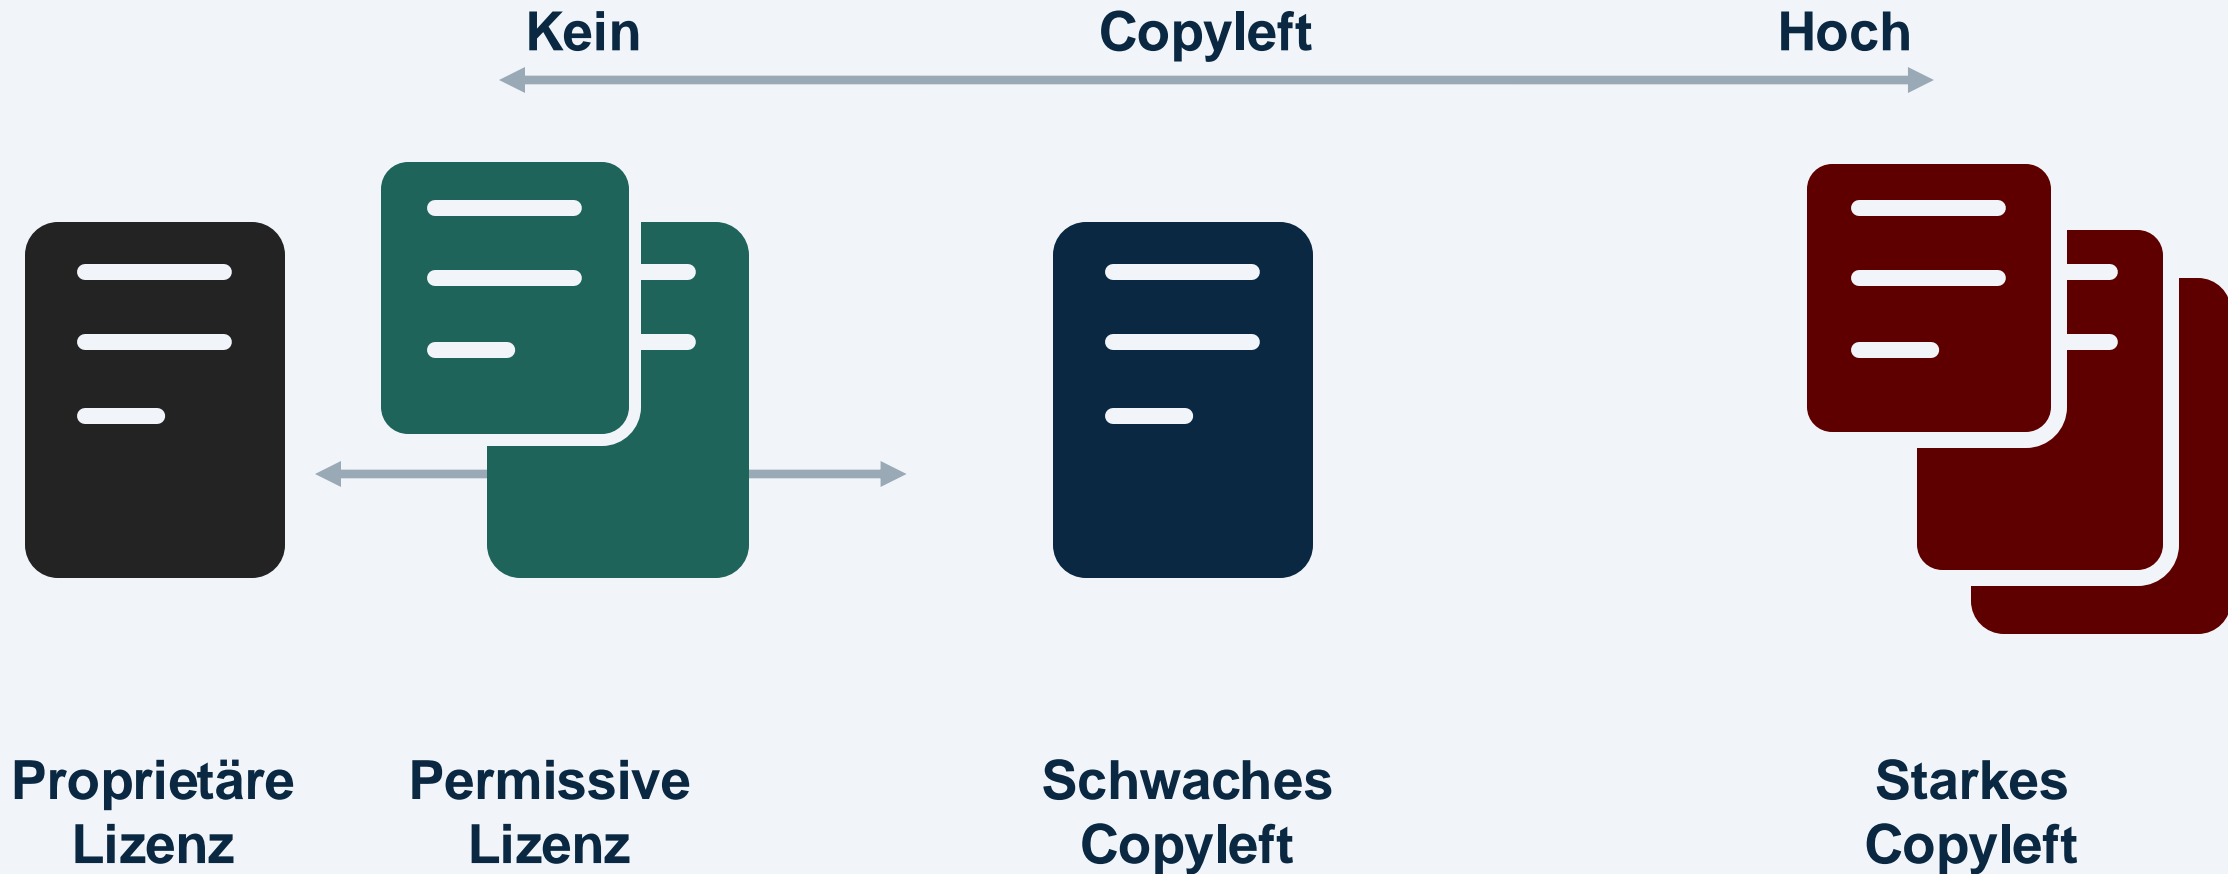 Kein
Copyleft
Hoch
Proprietäre
Lizenz
Permissive
Lizenz
Schwaches
Copyleft
Starkes
Copyleft